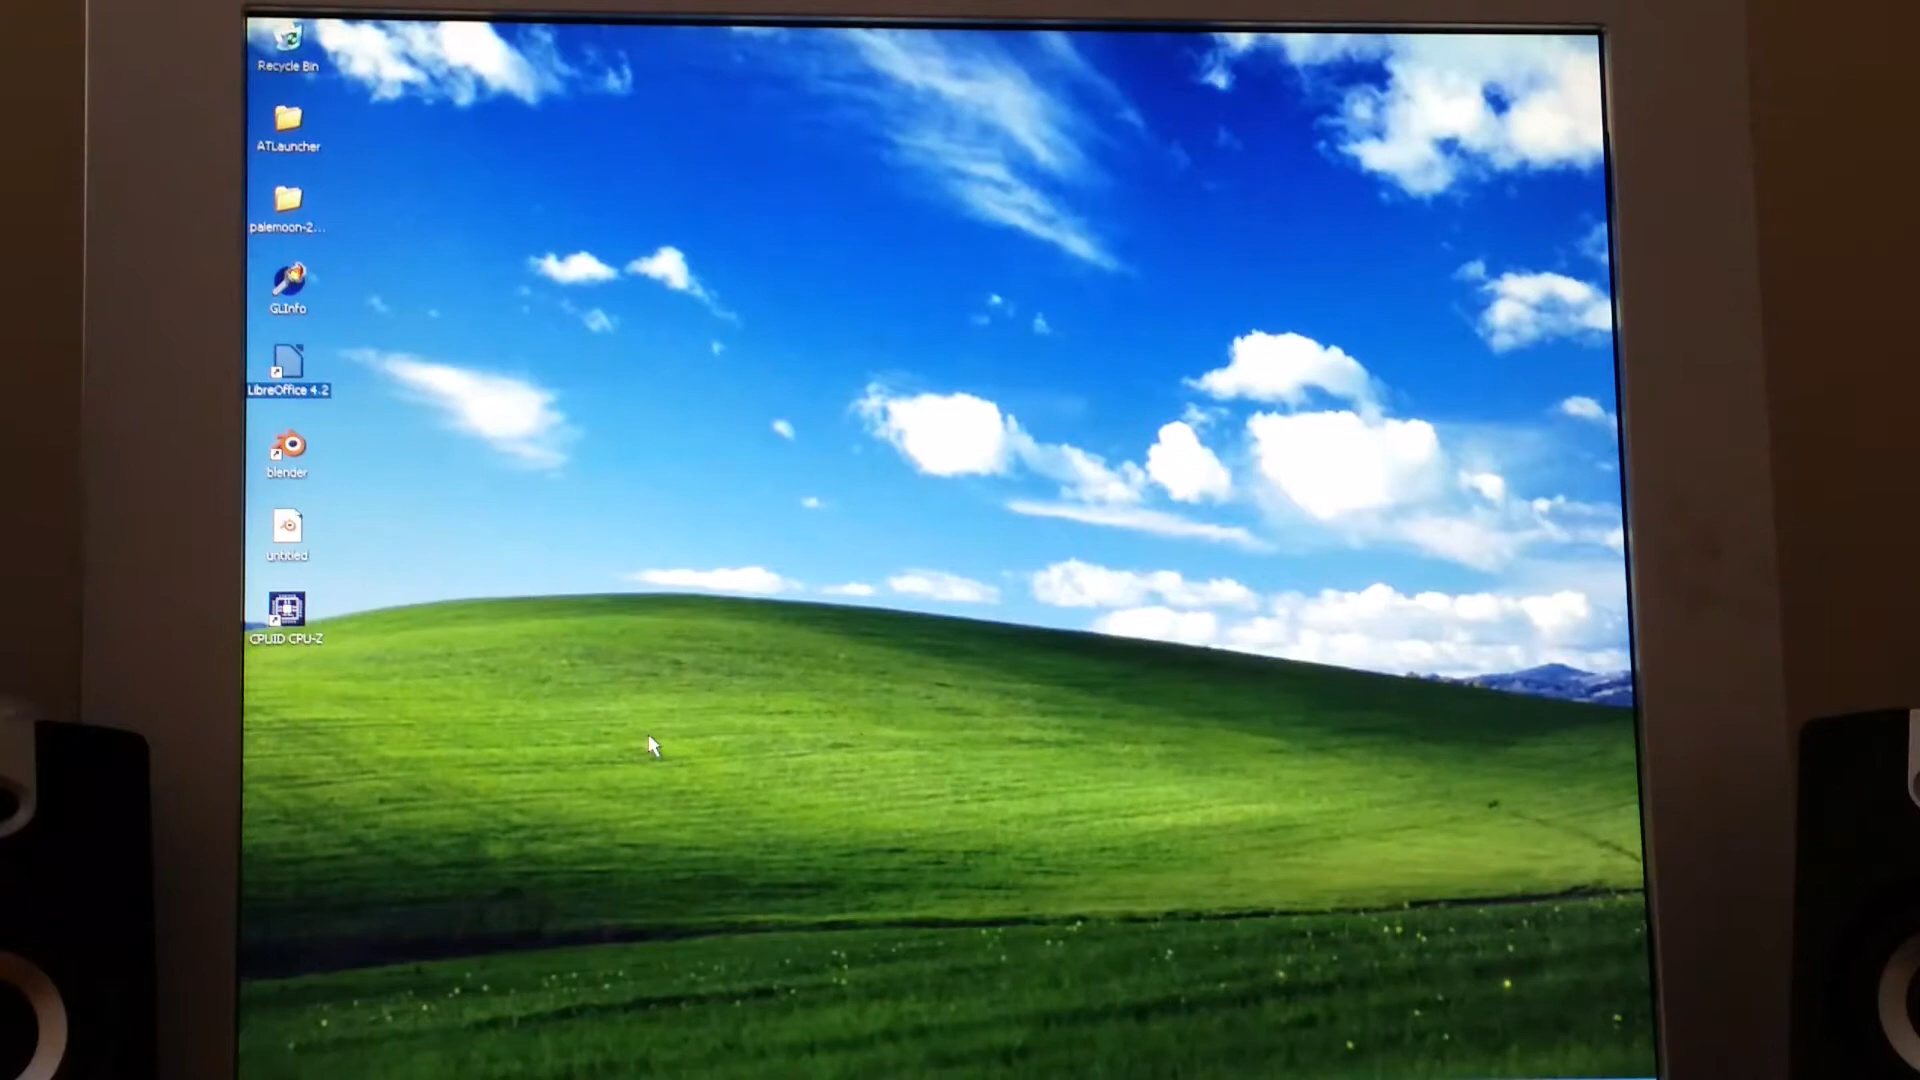 Recycle Bin
ATLauncher
palemoon-2...
GLInfo
LibreOffice 4.2
blender
untitled
CPUID CPU-Z